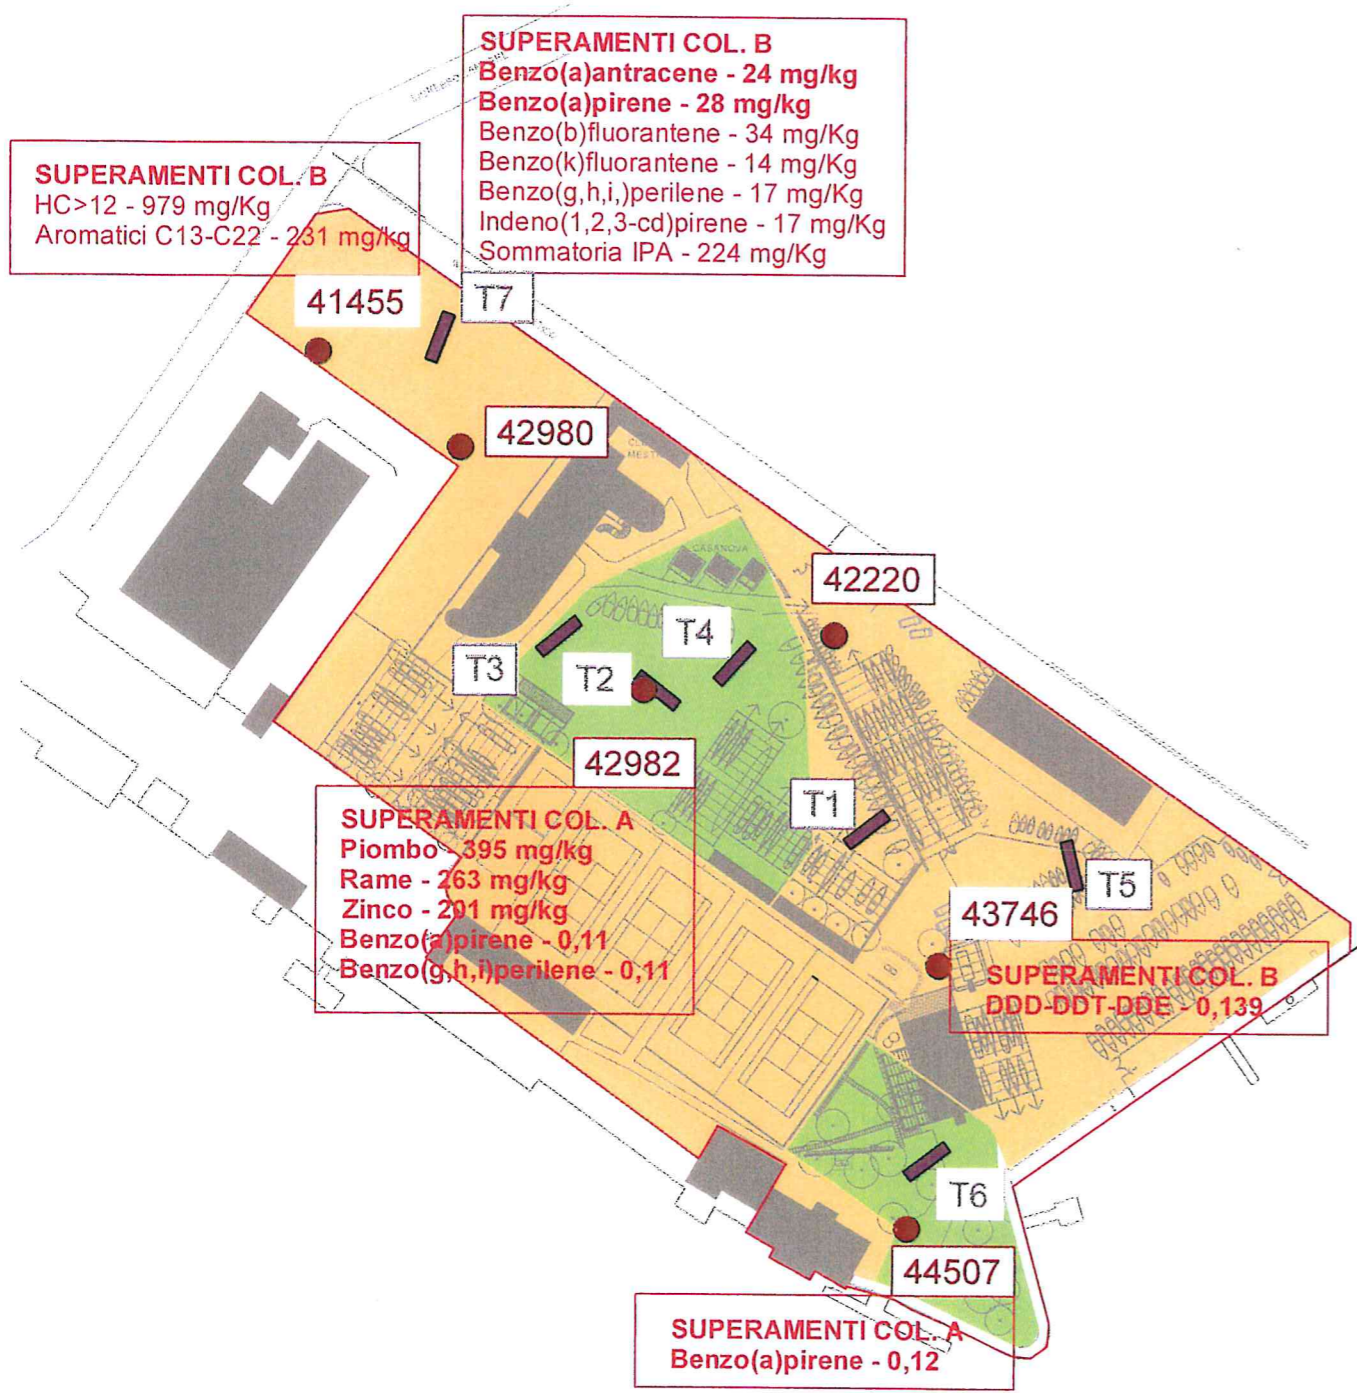 SUPERAMENTI COL. B
Benzo(a)antracene - 24 mg/kg
Benzo(a)pirene - 28 mg/kg
Benzo(b)fluorantene - 34 mg/Kg
Benzo(k)fluorantene - 14 mg/Kg
Benzo(g,h,i,)perilene - 17 mg/Kg
Indeno(1,2,3-cd)pirene - 17 mg/Kg
Sommatoria IPA - 224 mg/Kg
SUPERAMENTI COL. B
HC>12 - 979 mg/Kg
Aromatici C13-C22 - 231 mg/kg
41455
T7
42980
CASANOVA
42220
T4
T3
T2
42982
T1
SUPERAMENTI COL. A
Piombo - 395 mg/kg
Rame - 263 mg/kg
Zinco - 201 mg/kg
Benzo(a)pirene - 0,11
Benzo(g,h,i)perilene - 0,11
T5
43746
SUPERAMENTI COL. B
DDD-DDT-DDE - 0,139
T6
44507
SUPERAMENTI COL. A
Benzo(a)pirene - 0,12